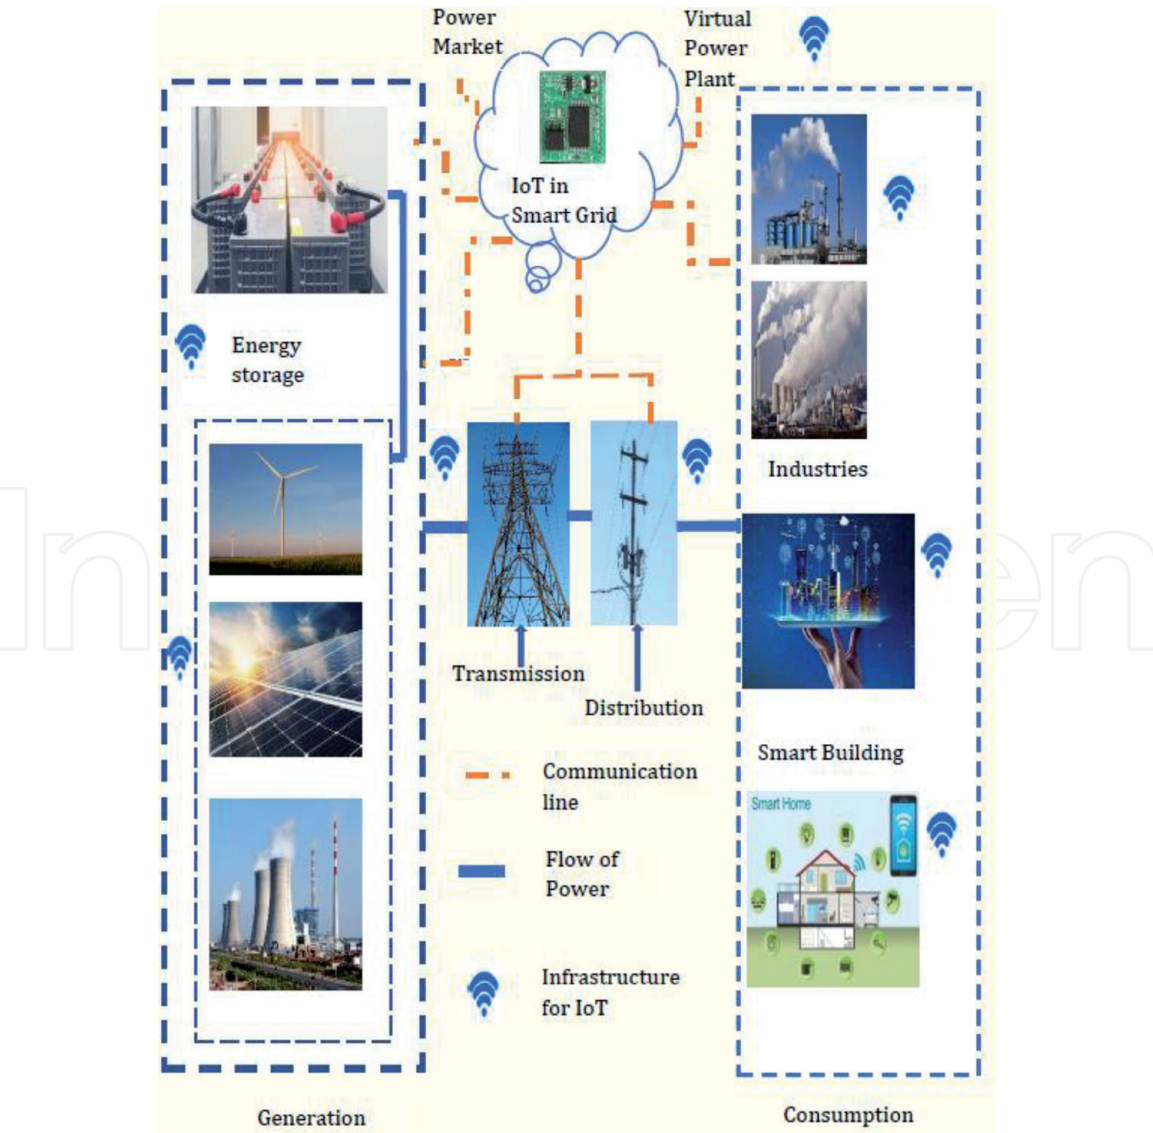 Power
Market
Virtual
Power
Plant
IoT in
Smart Grid
Energy
storage
Industries
Transmission
Distribution
Smart Building
Communication
line
Smart Home
Flow of
Power
Infrastructure
for IoT
Generation
Consumption